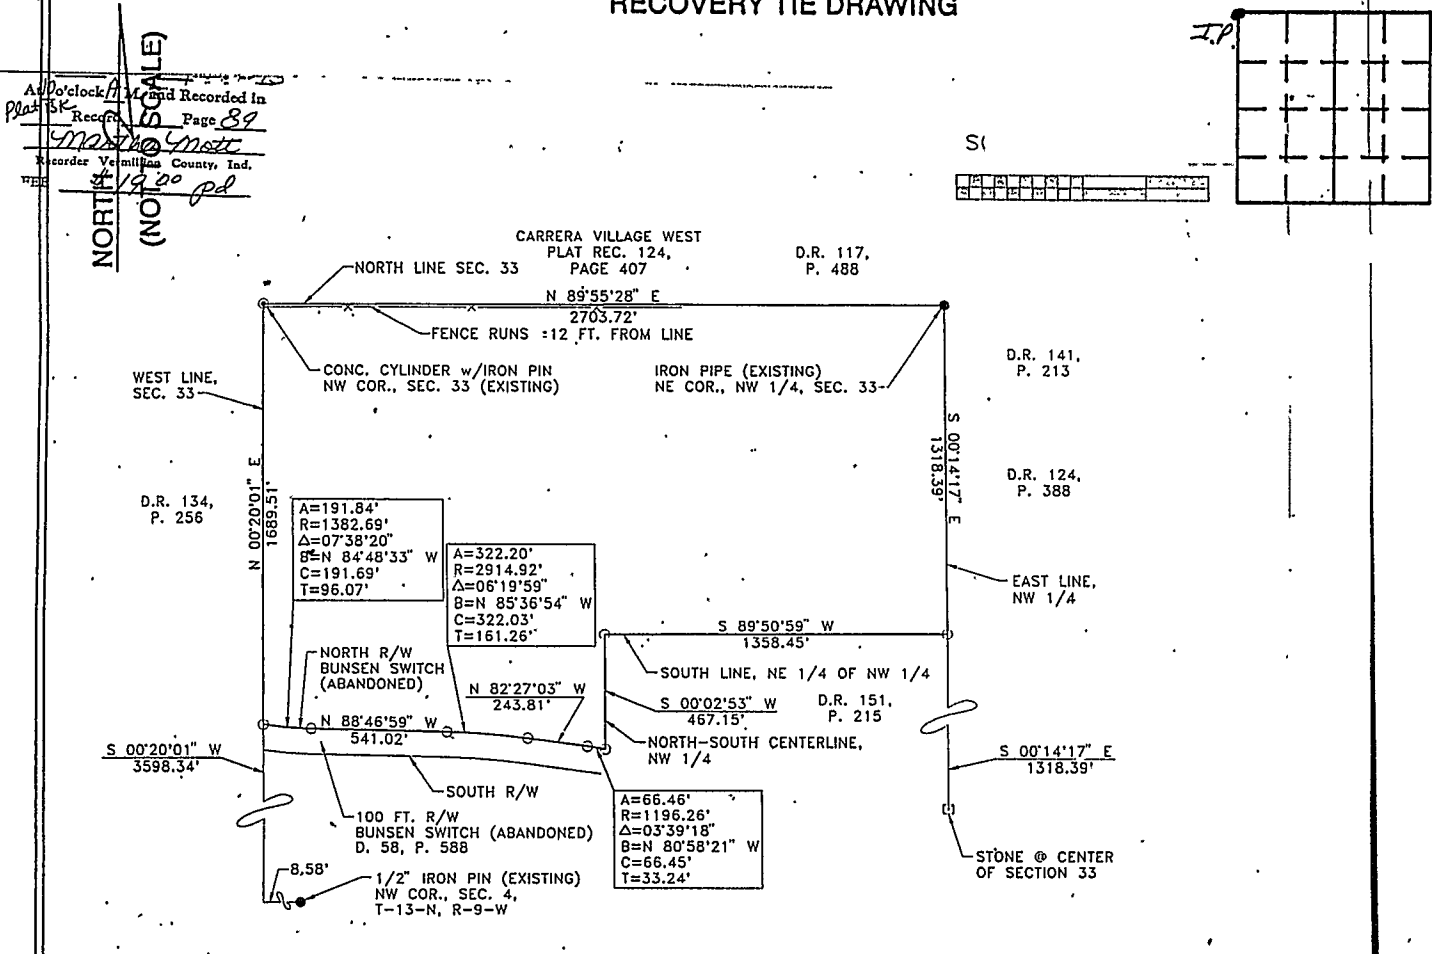 RECOVERY TIE DRAWING
I.P.
NORTH
(NOT TO SCALE)
At 10 o'clock A M. and Recorded In
Plat BK Record Page 89
Martha Mott
Recorder Vermillion County, Ind.
FEE $ 19.00 pd
CARRERA VILLAGE WEST
PLAT REC. 124,
PAGE 407
D.R. 117,
P. 488
NORTH LINE SEC. 33
N 89°55'28" E
2703.72'
FENCE RUNS =12 FT. FROM LINE
CONC. CYLINDER w/IRON PIN
NW COR., SEC. 33 (EXISTING)
IRON PIPE (EXISTING)
NE COR., NW 1/4, SEC. 33
WEST LINE,
SEC. 33
D.R. 141,
P. 213
S 00°14'17" E
1318.39'
D.R. 124,
P. 388
D.R. 134,
P. 256
N 00°20'01" E
1689.51'
A=191.84'
R=1382.69'
Δ=07°38'20"
B=N 84°48'33" W
C=191.69'
T=96.07'
A=322.20'
R=2914.92'
Δ=06°19'59"
B=N 85°36'54" W
C=322.03'
T=161.26'
EAST LINE,
NW 1/4
S 89°50'59" W
1358.45'
NORTH R/W
BUNSEN SWITCH
(ABANDONED)
SOUTH LINE, NE 1/4 OF NW 1/4
N 82°27'03" W
243.81'
S 00°02'53" W
467.15'
D.R. 151,
P. 215
N 88°46'59" W
541.02'
NORTH-SOUTH CENTERLINE,
NW 1/4
S 00°20'01" W
3598.34'
S 00°14'17" E
1318.39'
SOUTH R/W
100 FT. R/W
BUNSEN SWITCH (ABANDONED)
D. 58, P. 588
A=66.46'
R=1196.26'
Δ=03°39'18"
B=N 80°58'21" W
C=66.45'
T=33.24'
STONE @ CENTER
OF SECTION 33
8.58'
1/2" IRON PIN (EXISTING)
NW COR., SEC. 4,
T-13-N, R-9-W